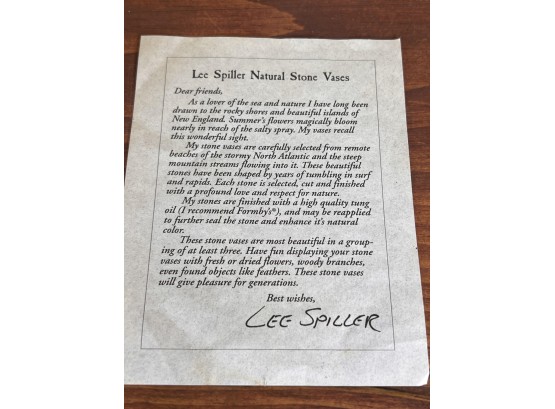 Lee Spiller Natural Stone Vases
Dear friends,
As a lover of the sea and nature I have long been
drawn to the rocky shores and beautiful islands of
New England. Summer's flowers magically bloom
nearly in reach of the salty spray. My vases recall
this wonderful sight.
My stone vases are carefully selected from remote
beaches of the stormy North Atlantic and the steep
mountain streams flowing into it. These beautiful
stones have been shaped by years of tumbling in surf
and rapids. Each stone is selected, cut and finished
with a profound love and respect for nature.
My stones are finished with a high quality tung
oil (I recommend Formby's®), and may be reapplied
to further seal the stone and enhance it's natural
color.
These stone vases are most beautiful in a group-
ing of at least three. Have fun displaying your stone
vases with fresh or dried flowers, woody branches,
even found objects like feathers. These stone vases
will give pleasure for generations.
Best wishes,
LEE SPILLER